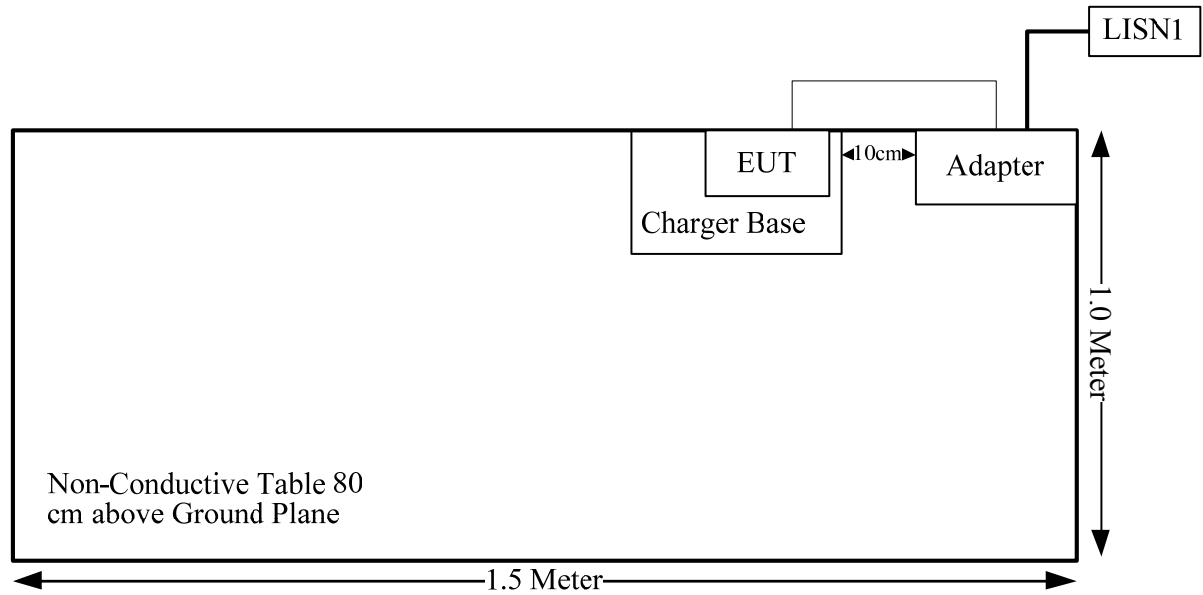 LISN1
EUT
10cm
Adapter
Charger Base
1.0 Meter
Non-Conductive Table 80
cm above Ground Plane
1.5 Meter